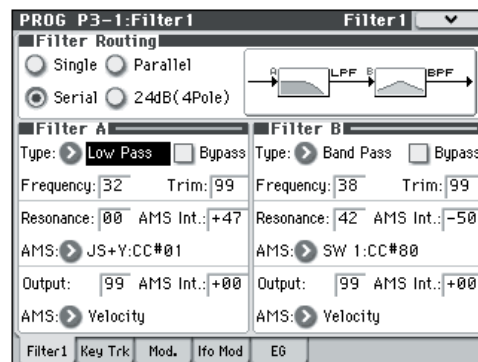 PROG P3-1:Filter1 Filter1
Filter Routing
Single Parallel
Serial 24dB(4Pole)
A LPF B BPF
Filter A
Type: Low Pass Bypass
Frequency: 32 Trim: 99
Resonance: 00 AMS Int.: +47
AMS: JS+Y:CC#01
Output: 99 AMS Int.: +00
AMS: Velocity
Filter B
Type: Band Pass Bypass
Frequency: 38 Trim: 99
Resonance: 42 AMS Int.: -50
AMS: SW 1:CC#80
Output: 99 AMS Int.: +00
AMS: Velocity
Filter1 Key Trk Mod. lfo Mod EG